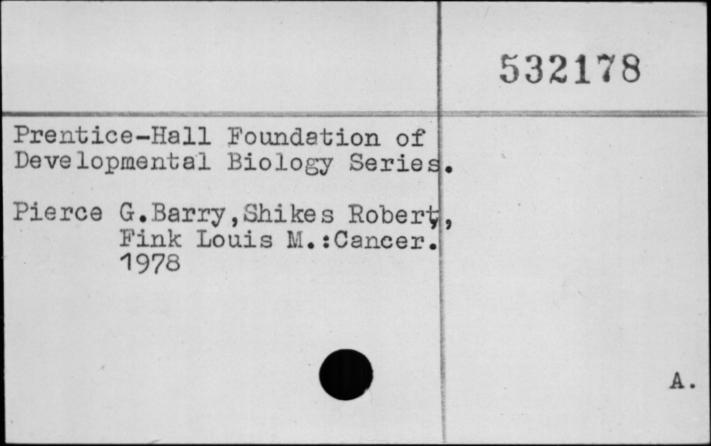 532178
Prentice-Hall Foundation of
Developmental Biology Series.
Pierce G.Barry,Shikes Robert,
Fink Louis M.:Cancer.
1978
A.